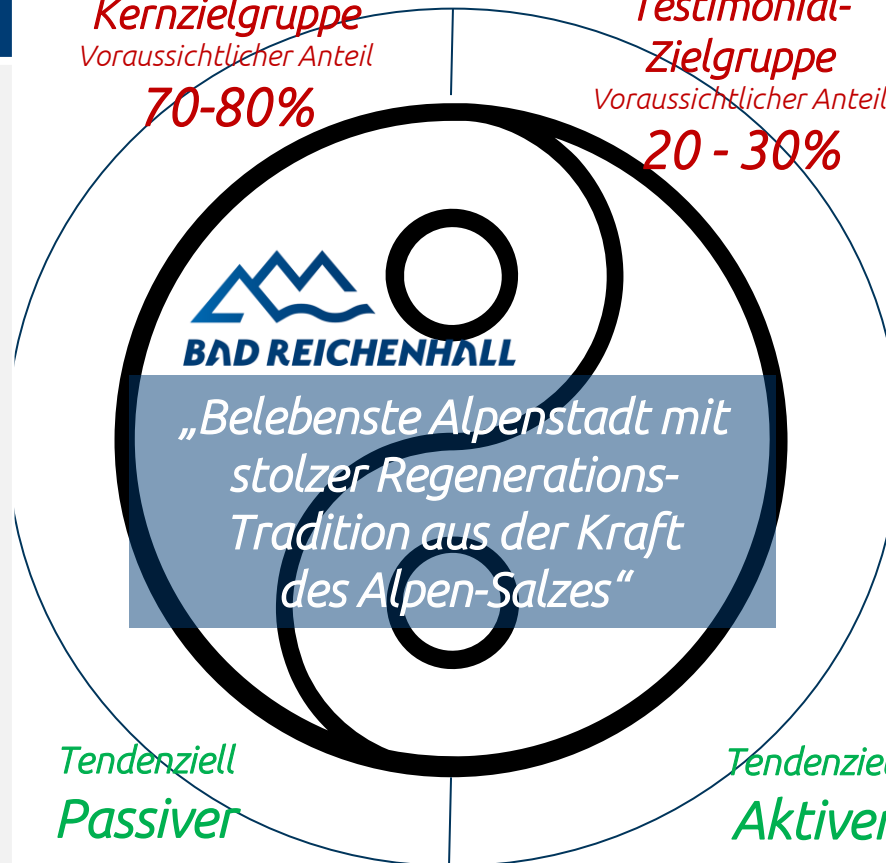 Kernzielgruppe
Voraussichtlicher Anteil
70-80%
Testimonial-
Zielgruppe
Voraussichtlicher Anteil
20 - 30%
BAD REICHENHALL
„Belebenste Alpenstadt mit
stolzer Regenerations-
Tradition aus der Kraft
des Alpen-Salzes“
Tendenziell
Passiver
Tendenziell
Aktiver